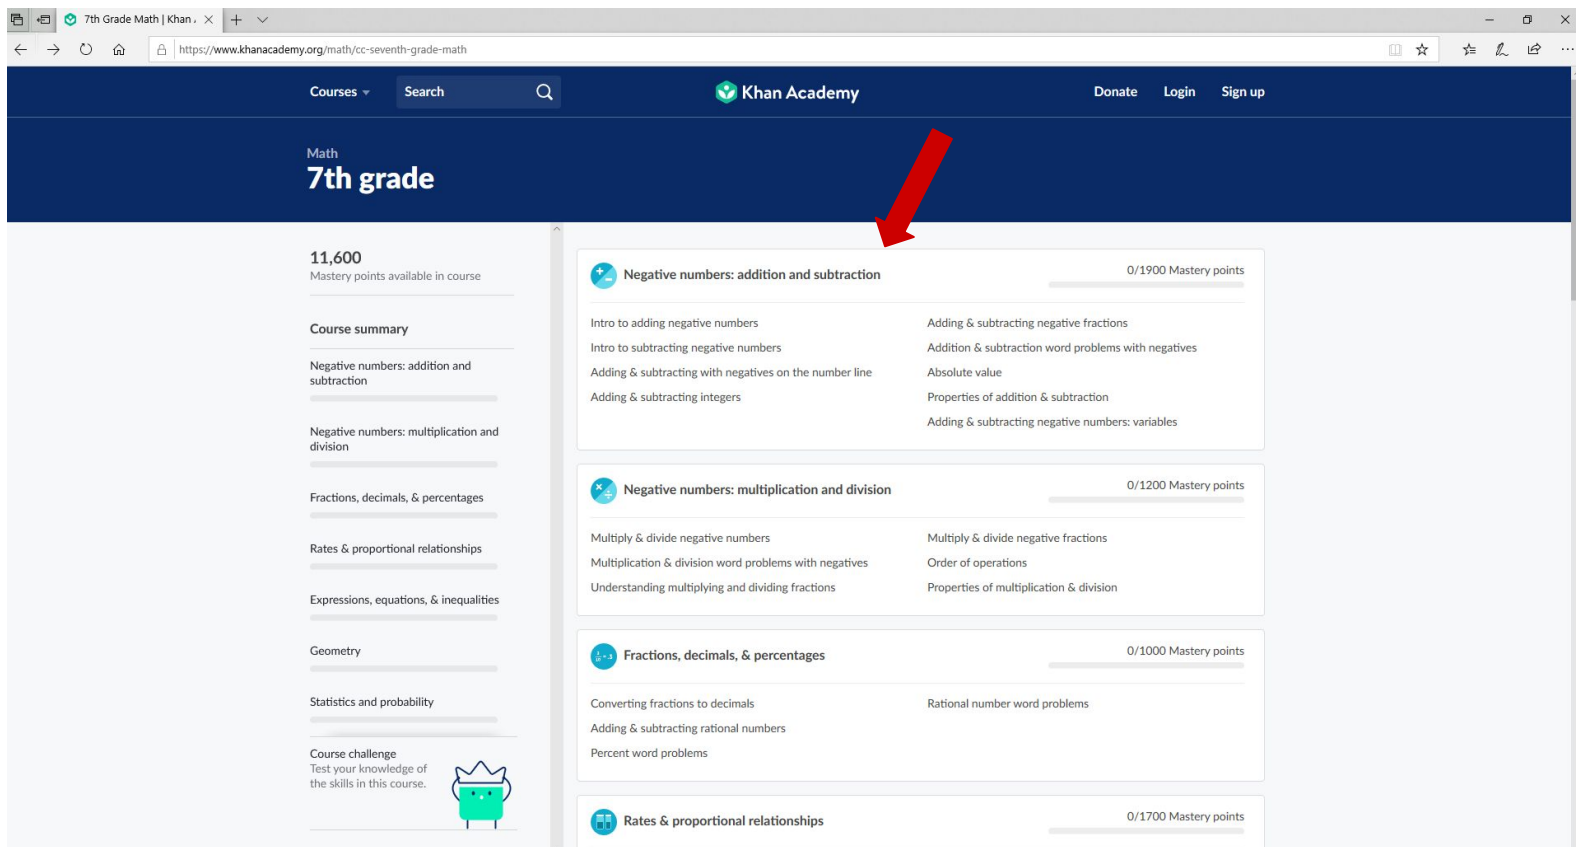 7th Grade Math | Khan
https://www.khanacademy.org/math/cc-seventh-grade-math
Courses
Search
Khan Academy
Donate
Login
Sign up
Math
7th grade
11,600
Mastery points available in course
Course summary
Negative numbers: addition and
subtraction
Negative numbers: multiplication and
division
Fractions, decimals, & percentages
Rates & proportional relationships
Expressions, equations, & inequalities
Geometry
Statistics and probability
Course challenge
Test your knowledge of
the skills in this course.
Negative numbers: addition and subtraction
0/1900 Mastery points
Intro to adding negative numbers
Intro to subtracting negative numbers
Adding & subtracting with negatives on the number line
Adding & subtracting integers
Adding & subtracting negative fractions
Addition & subtraction word problems with negatives
Absolute value
Properties of addition & subtraction
Adding & subtracting negative numbers: variables
Negative numbers: multiplication and division
0/1200 Mastery points
Multiply & divide negative numbers
Multiplication & division word problems with negatives
Understanding multiplying and dividing fractions
Multiply & divide negative fractions
Order of operations
Properties of multiplication & division
Fractions, decimals, & percentages
0/1000 Mastery points
Converting fractions to decimals
Adding & subtracting rational numbers
Percent word problems
Rational number word problems
Rates & proportional relationships
0/1700 Mastery points